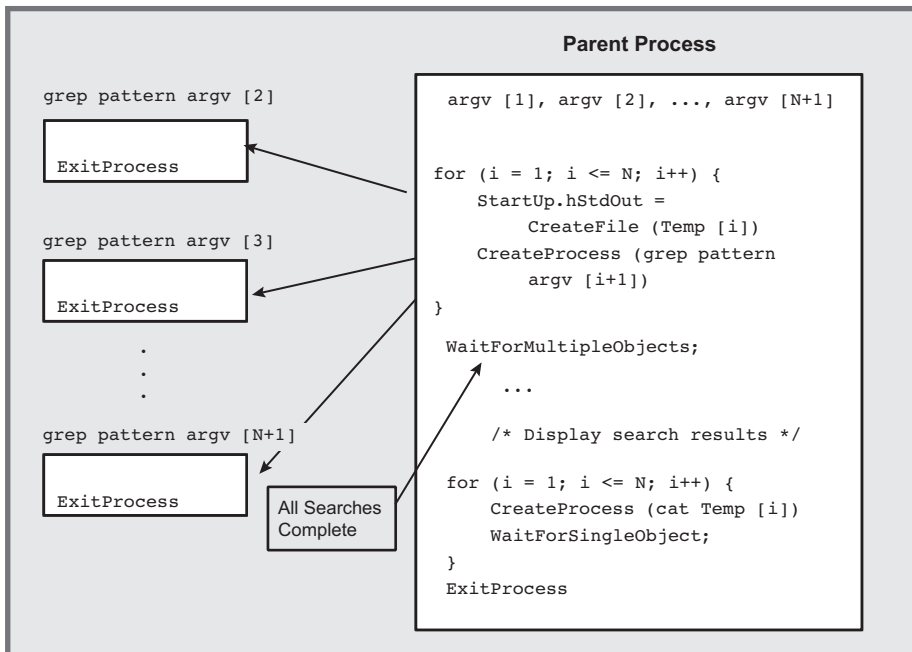 Parent Process
grep pattern argv [2]
ExitProcess
grep pattern argv [3]
ExitProcess
.
.
.
grep pattern argv [N+1]
ExitProcess
All Searches
Complete
argv [1], argv [2], ..., argv [N+1]
for (i = 1; i <= N; i++) {
StartUp.hStdOut =
CreateFile (Temp [i])
CreateProcess (grep pattern
argv [i+1])
}
WaitForMultipleObjects;
...
/* Display search results */
for (i = 1; i <= N; i++) {
CreateProcess (cat Temp [i])
WaitForSingleObject;
}
ExitProcess